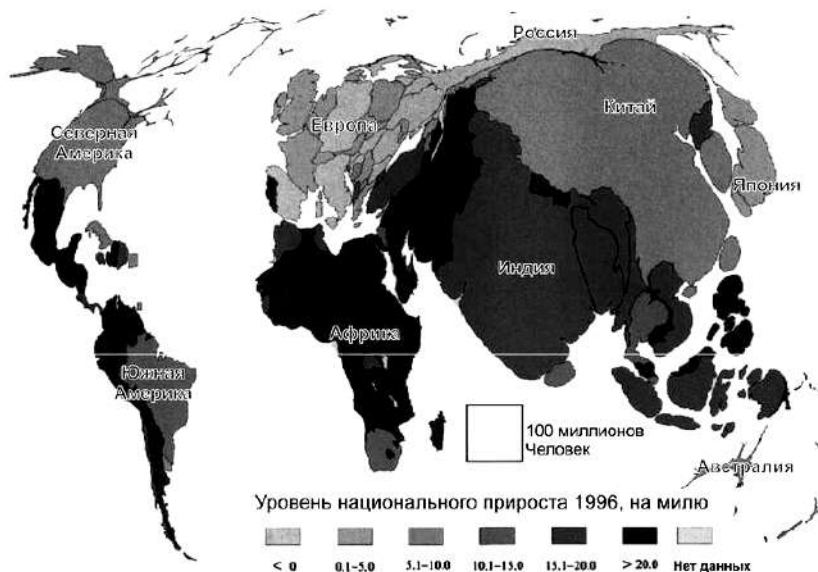 Россия
Китай
Европа
Северная
Америка
Япония
Индия
Африка
Южная
Америка
100 миллионов
Человек
Австралия
Уровень национального прироста 1996, на милю
< 0
0,1–5.0
5.1–10.0
10.1–15.0
15.1–20.0
> 20.0
Нет данных